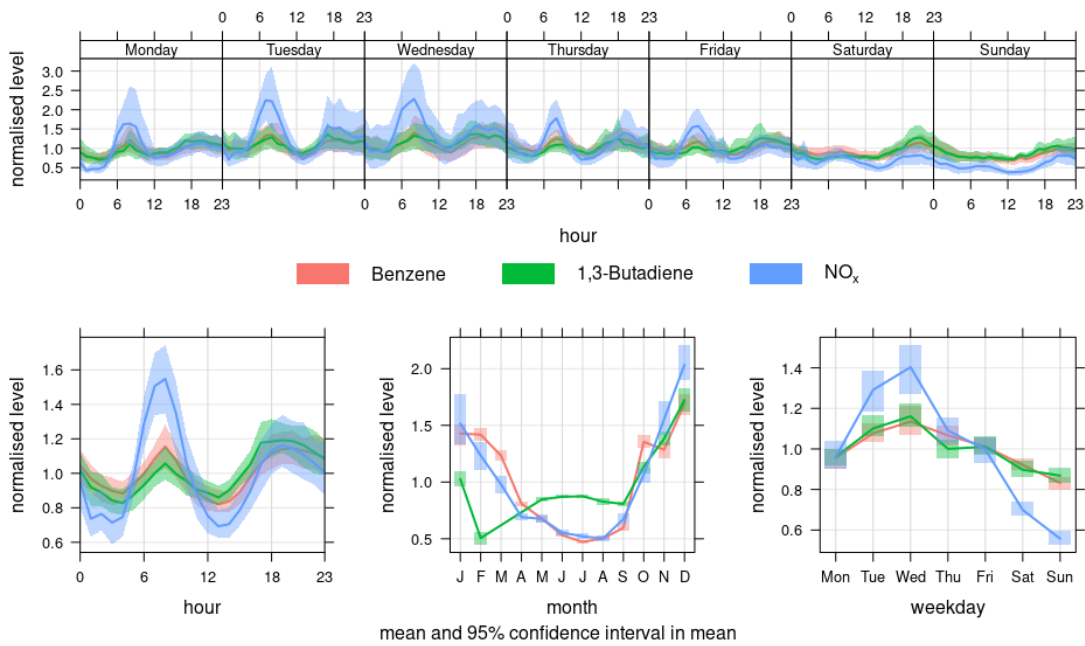 0 6 12 18 23 0 6 12 18 23 0 6 12 18 23
Monday Tuesday Wednesday Thursday Friday Saturday Sunday
normalised level
3.0
2.5
2.0
1.5
1.0
0.5
0 6 12 18 23 0 6 12 18 23 0 6 12 18 23 0 6 12 18 23
hour
Benzene 1,3-Butadiene NOx
normalised level
1.6
1.4
1.2
1.0
0.8
0.6
0 6 12 18 23
hour
normalised level
2.0
1.5
1.0
0.5
J F M A M J J A S O N D
month
normalised level
1.4
1.2
1.0
0.8
0.6
Mon Tue Wed Thu Fri Sat Sun
weekday
mean and 95% confidence interval in mean